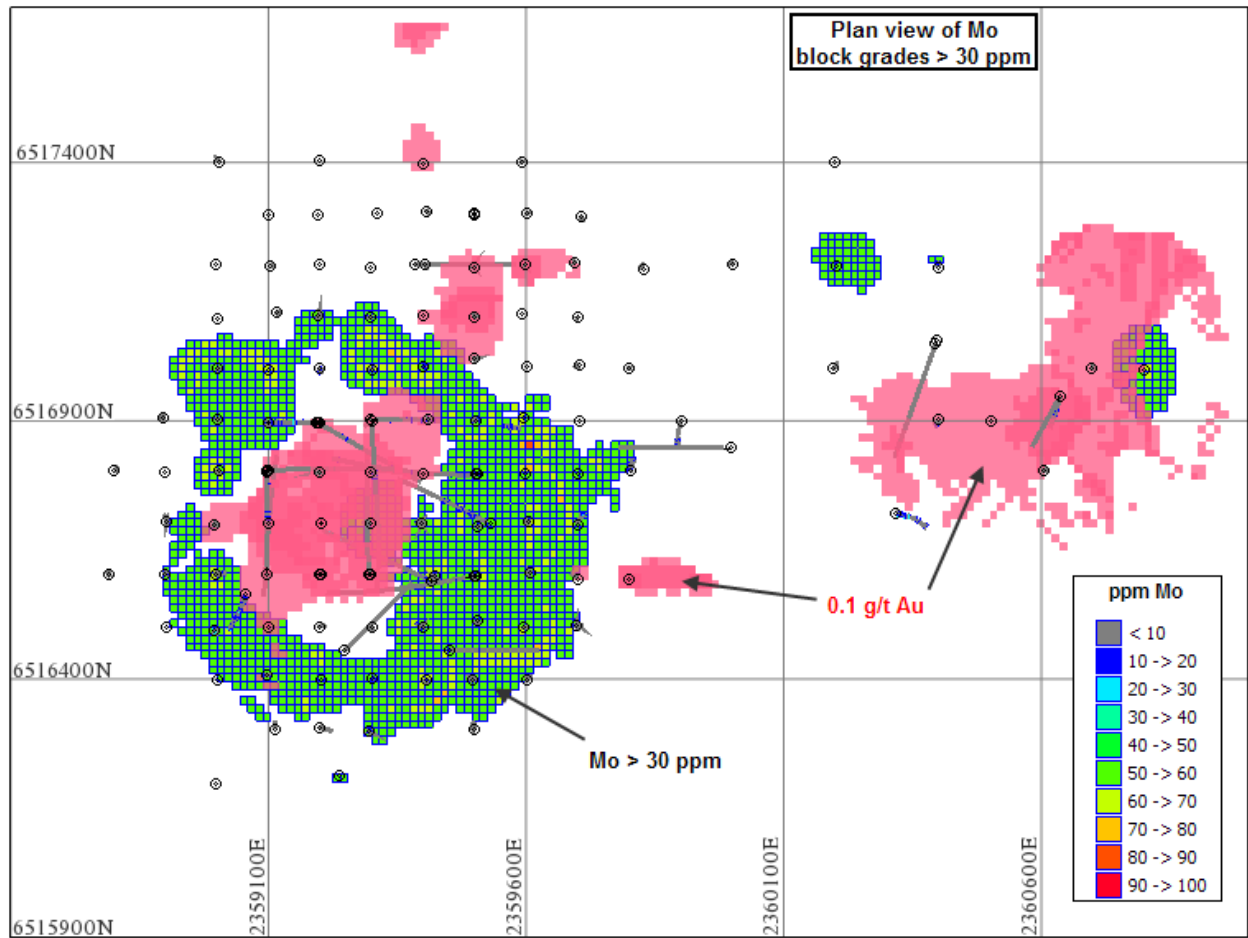 Plan view of Mo
block grades > 30 ppm
6517400N
6516900N
0.1 g/t Au
ppm Mo
< 10
10 -> 20
20 -> 30
30 -> 40
40 -> 50
50 -> 60
60 -> 70
70 -> 80
80 -> 90
90 -> 100
6516400N
Mo > 30 ppm
2359100E
2359600E
2360100E
2360600E
6515900N